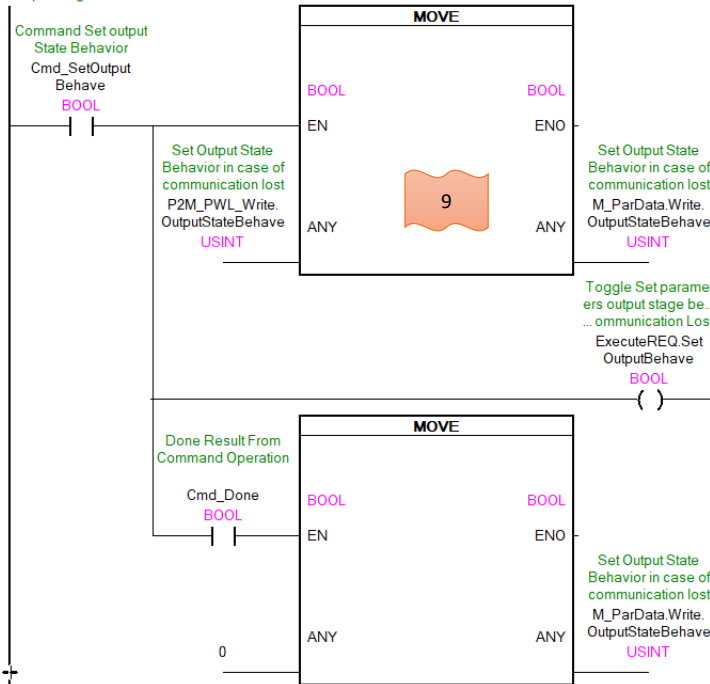 MOVE
Command Set output
State Behavior
Cmd_SetOutput
Behave
BOOL
BOOL
BOOL
EN
ENO
Set Output State
Behavior in case of
communication lost
P2M_PWL_Write.
OutputStateBehave
USINT
9
ANY
ANY
Set Output State
Behavior in case of
communication lost
M_ParData.Write.
OutputStateBehave
USINT
Toggle Set parame
ers output stage be..
... ommunication Los
ExecuteREQ.Set
OutputBehave
BOOL
MOVE
Done Result From
Command Operation
Cmd_Done
BOOL
BOOL
BOOL
EN
ENO
Set Output State
Behavior in case of
communication lost
M_ParData.Write.
OutputStateBehave
USINT
ANY
ANY
0